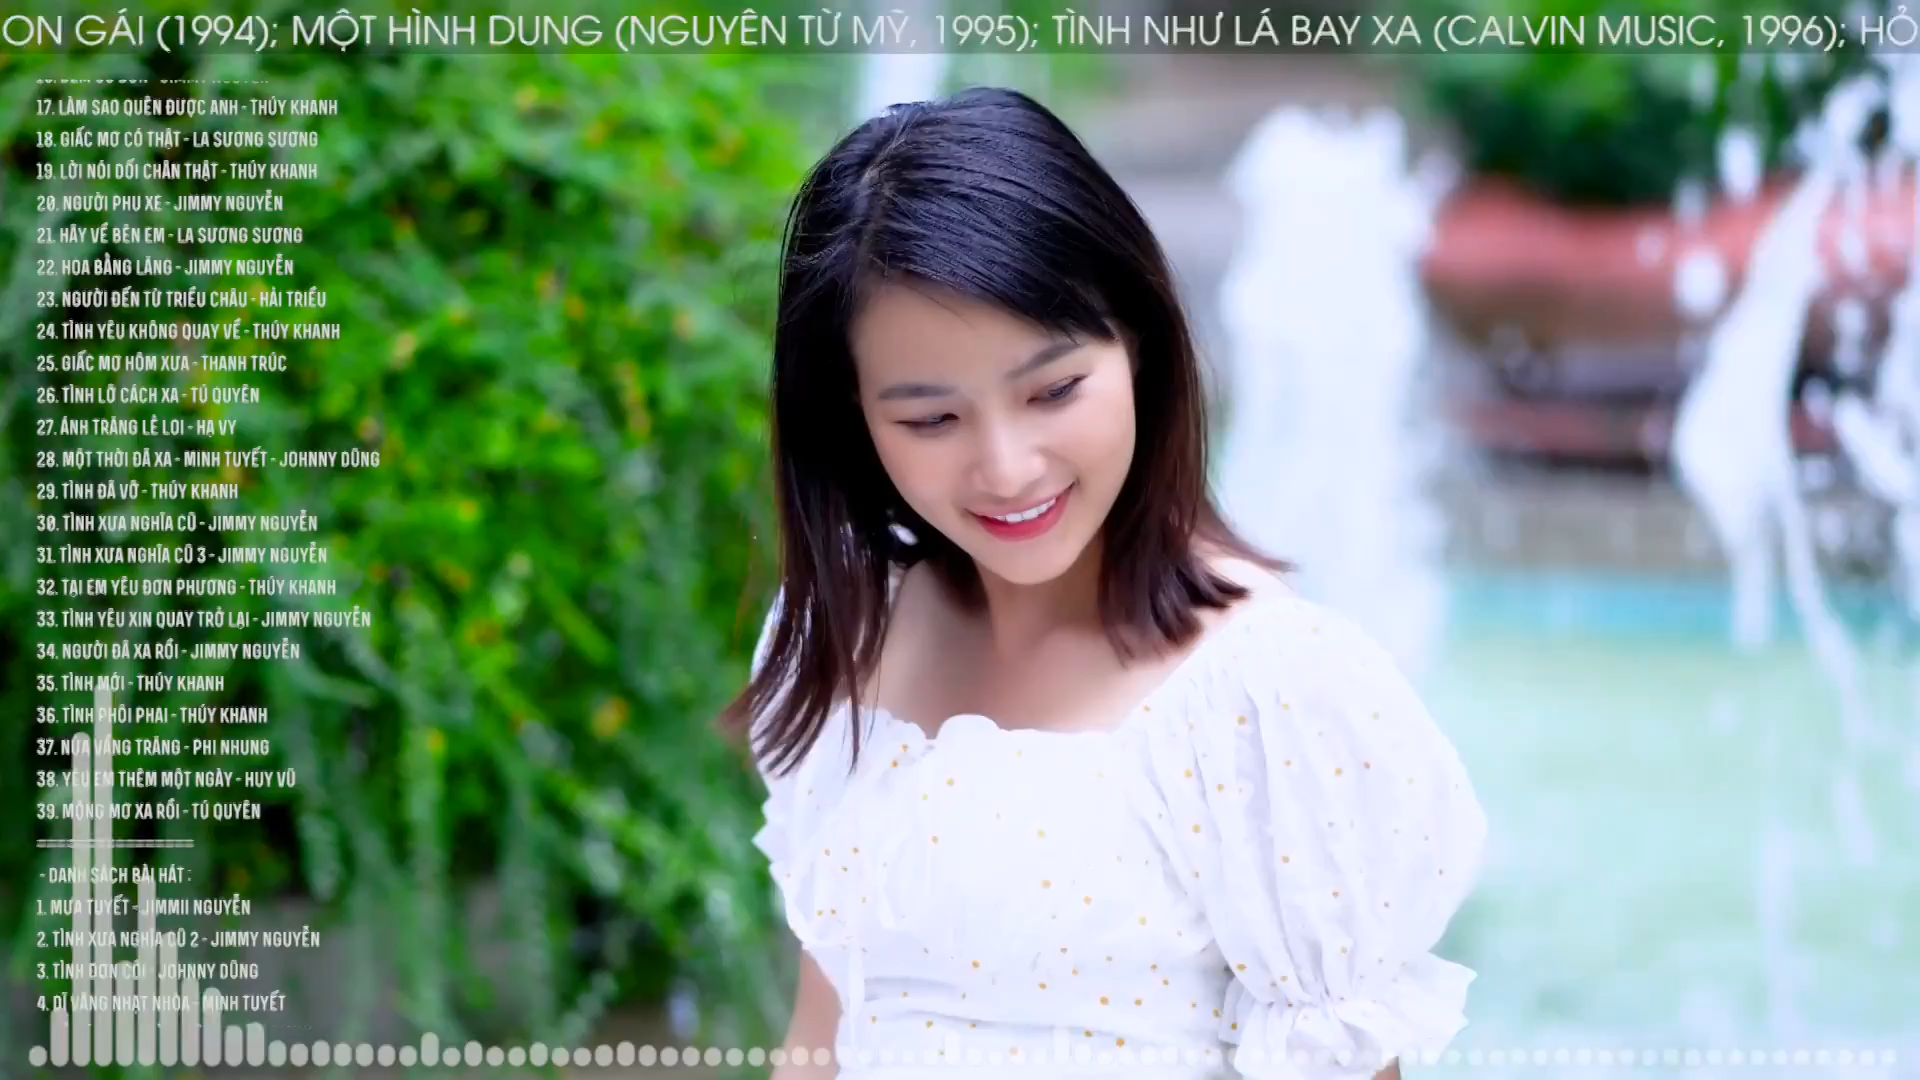 ON GÁI (1994); MỘT HÌNH DUNG (NGUYÊN TỪ MỸ, 1995); TÌNH NHƯ LÁ BAY XA (CALVIN MUSIC, 1996); HỎ
17. LÀM SAO QUÊN ĐƯỢC ANH - THÚY KHANH
18. GIẤC MƠ CÓ THẬT - LA SƯƠNG SƯƠNG
19. LỜI NÓI DỐI CHÂN THẬT - THÚY KHANH
20. NGƯỜI PHU XE - JIMMY NGUYỄN
21. HÃY VỀ BÊN EM - LA SƯƠNG SƯƠNG
22. HOA BẰNG LĂNG - JIMMY NGUYỄN
23. NGƯỜI ĐẾN TỪ TRIỀU CHÂU - HẢI TRIỀU
24. TÌNH YÊU KHÔNG QUAY VỀ - THÚY KHANH
25. GIẤC MƠ HÔM XƯA - THANH TRÚC
26. TÌNH LỠ CÁCH XA - TÚ QUYÊN
27. ÁNH TRĂNG LẺ LOI - HẠ VY
28. MỘT THỜI ĐÃ XA - MINH TUYẾT - JOHNNY DŨNG
29. TÌNH ĐÃ VỠ - THÚY KHANH
30. TÌNH XƯA NGHĨA CŨ - JIMMY NGUYỄN
31. TÌNH XƯA NGHĨA CŨ 3 - JIMMY NGUYỄN
32. TẠI EM YÊU ĐƠN PHƯƠNG - THÚY KHANH
33. TÌNH YÊU XIN QUAY TRỞ LẠI - JIMMY NGUYỄN
34. NGƯỜI ĐÃ XA RỒI - JIMMY NGUYỄN
35. TÌNH MỚI - THÚY KHANH
36. TÌNH PHÔI PHAI - THÚY KHANH
37. NỬA VẦNG TRĂNG - PHI NHUNG
38. YÊU EM THÊM MỘT NGÀY - HUY VŨ
39. MỘNG MƠ XA RỒI - TÚ QUYÊN
====================
- DANH SÁCH BÀI HÁT :
1. MƯA TUYẾT - JIMMII NGUYỄN
2. TÌNH XƯA NGHĨA CŨ 2 - JIMMY NGUYỄN
3. TÌNH ĐƠN CÔI - JOHNNY DŨNG
4. DĨ VÃNG NHẠT NHÒA - MINH TUYẾT